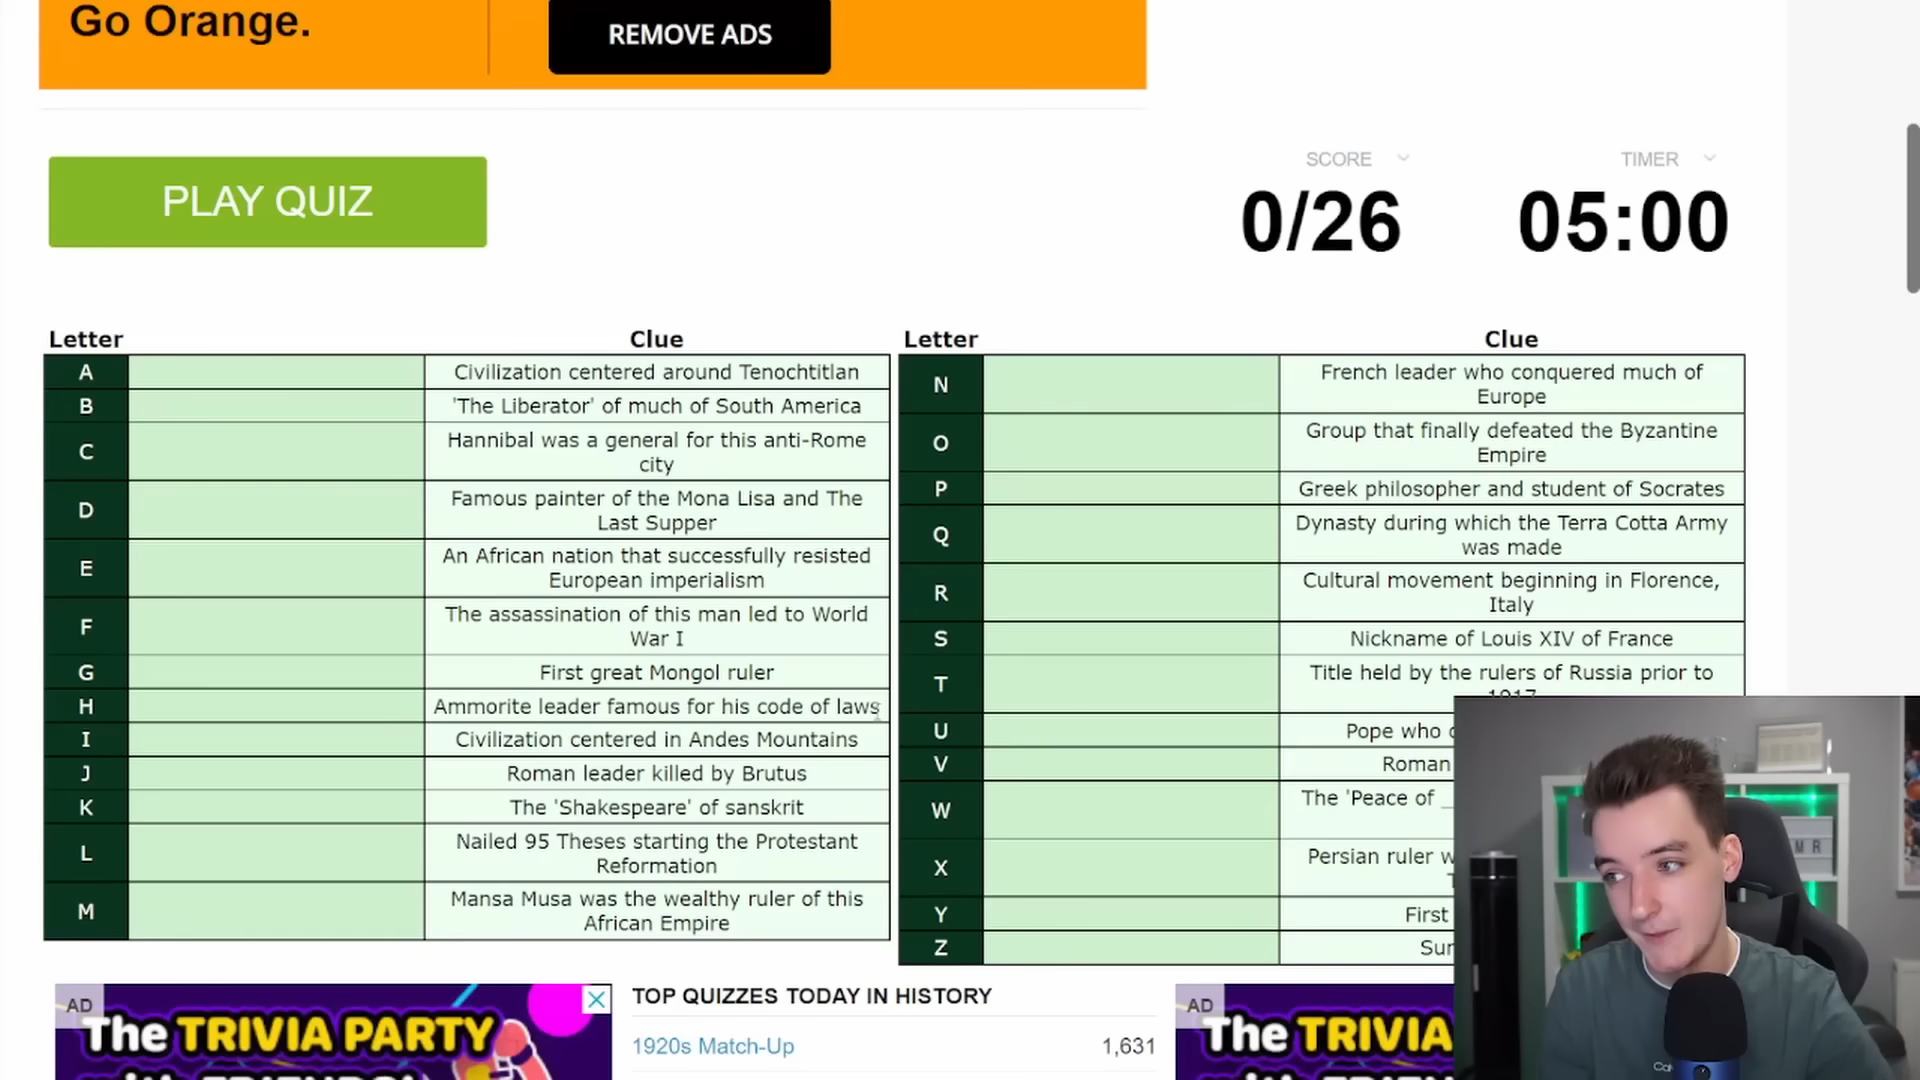 Go Orange.
REMOVE ADS
PLAY QUIZ
SCORE
TIMER
0/26
05:00
Letter
Clue
A
Civilization centered around Tenochtitlan
B
'The Liberator' of much of South America
C
Hannibal was a general for this anti-Rome
city
D
Famous painter of the Mona Lisa and The
Last Supper
E
An African nation that successfully resisted
European imperialism
F
The assassination of this man led to World
War I
G
First great Mongol ruler
H
Ammorite leader famous for his code of laws
I
Civilization centered in Andes Mountains
J
Roman leader killed by Brutus
K
The 'Shakespeare' of sanskrit
L
Nailed 95 Theses starting the Protestant
Reformation
M
Mansa Musa was the wealthy ruler of this
African Empire
Letter
Clue
N
French leader who conquered much of
Europe
O
Group that finally defeated the Byzantine
Empire
P
Greek philosopher and student of Socrates
Q
Dynasty during which the Terra Cotta Army
was made
R
Cultural movement beginning in Florence,
Italy
S
Nickname of Louis XIV of France
T
Title held by the rulers of Russia prior to
1917
U
Pope who
V
Roman
W
The 'Peace of
X
Persian ruler
Y
First
Z
AD
The TRIVIA PARTY
TOP QUIZZES TODAY IN HISTORY
1920s Match-Up
1,631
AD
The TRIVIA